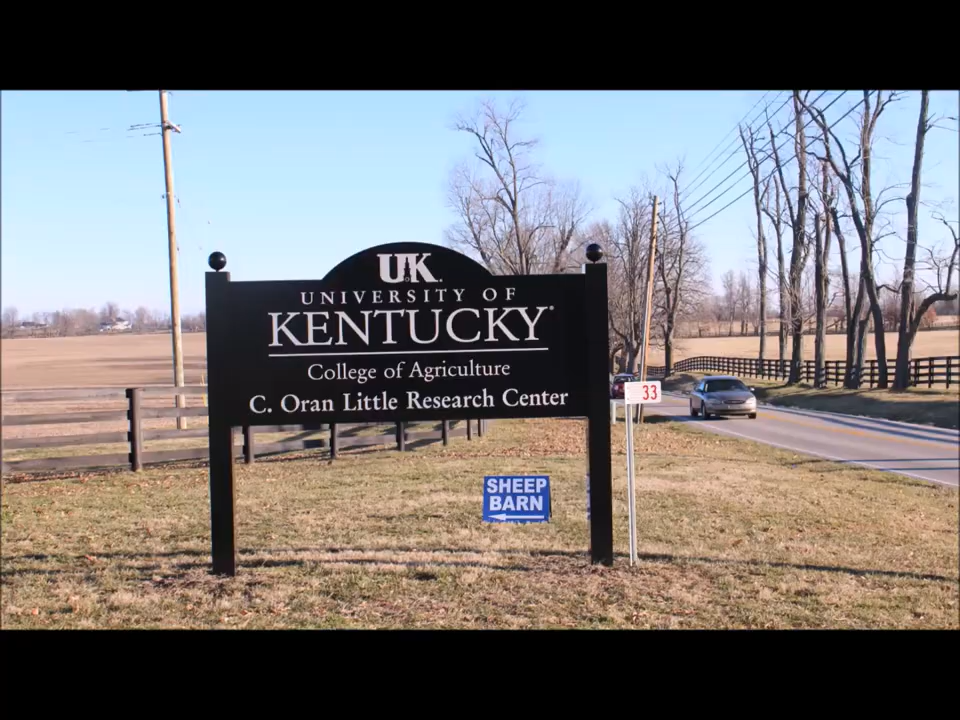 UK
UNIVERSITY OF
KENTUCKY®
College of Agriculture
C. Oran Little Research Center
33
SHEEP
BARN